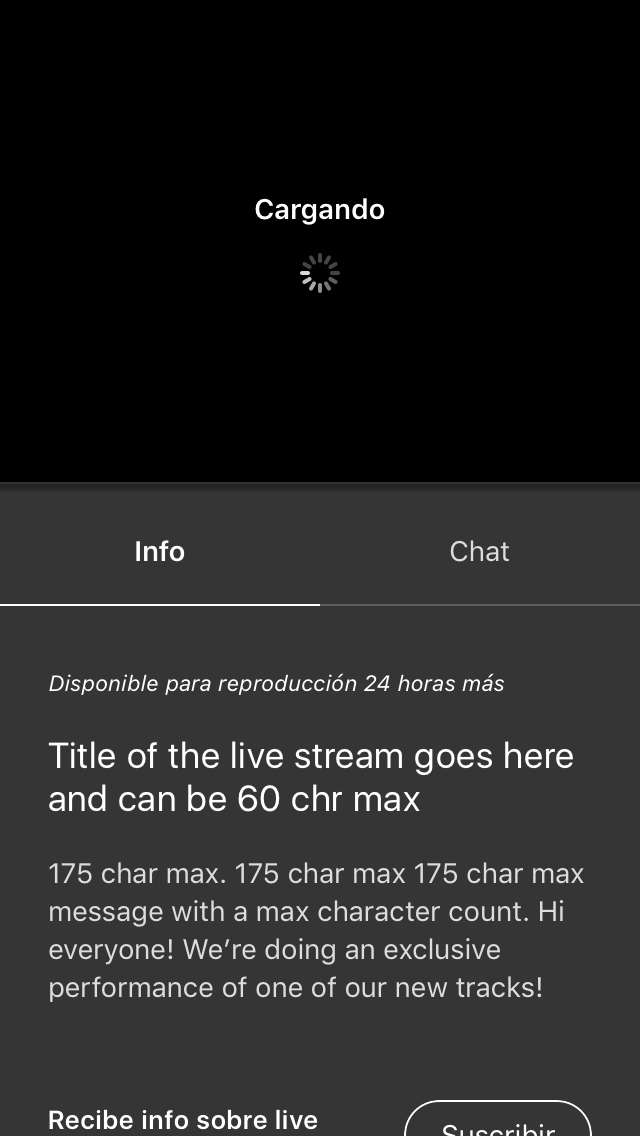 Cargando
Info
Chat
Disponible para reproducción 24 horas más
Title of the live stream goes here
and can be 60 chr max
175 char max. 175 char max 175 char max
message with a max character count. Hi
everyone! We’re doing an exclusive
performance of one of our new tracks!
Recibe info sobre live
Suscribir